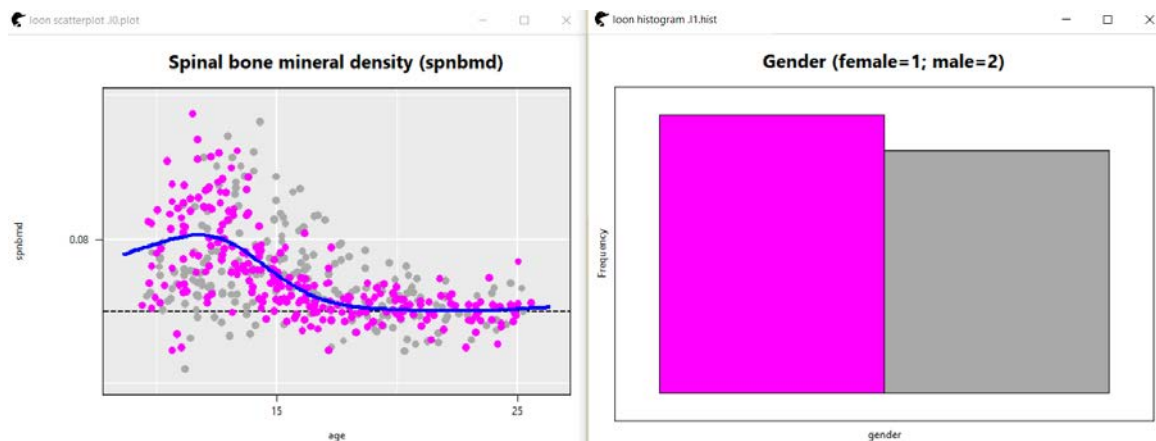 loon scatterplot .l0.plot
Spinal bone mineral density (spnbmd)
spnbmd
0.08
15
25
age
loon histogram .l1.hist
Gender (female=1; male=2)
Frequency
gender